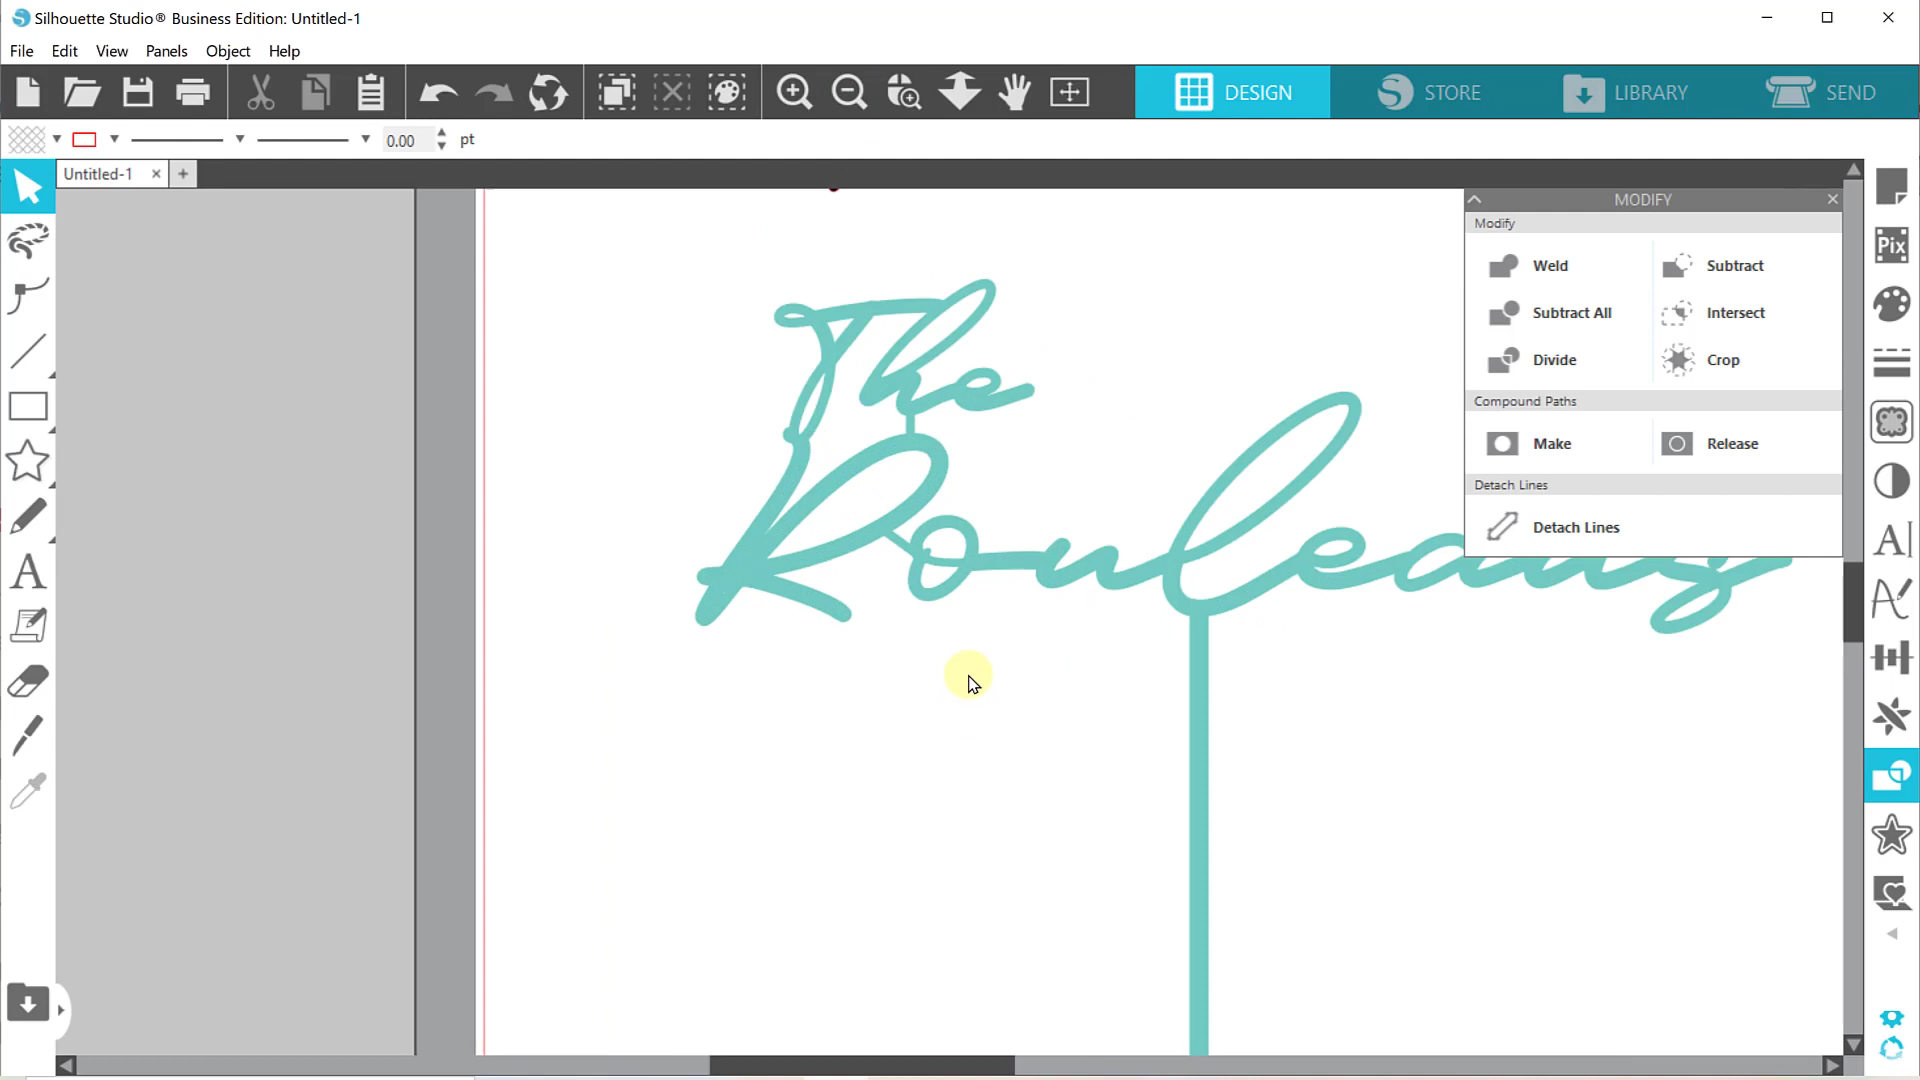 Silhouette Studio® Business Edition: Untitled-1
File Edit View Panels Object Help
DESIGN STORE LIBRARY SEND
0.00 pt
Untitled-1
MODIFY
Modify
Weld Subtract
Subtract All Intersect
Divide Crop
Compound Paths
Make Release
Detach Lines
Detach Lines
Pix
The
Rouleaus